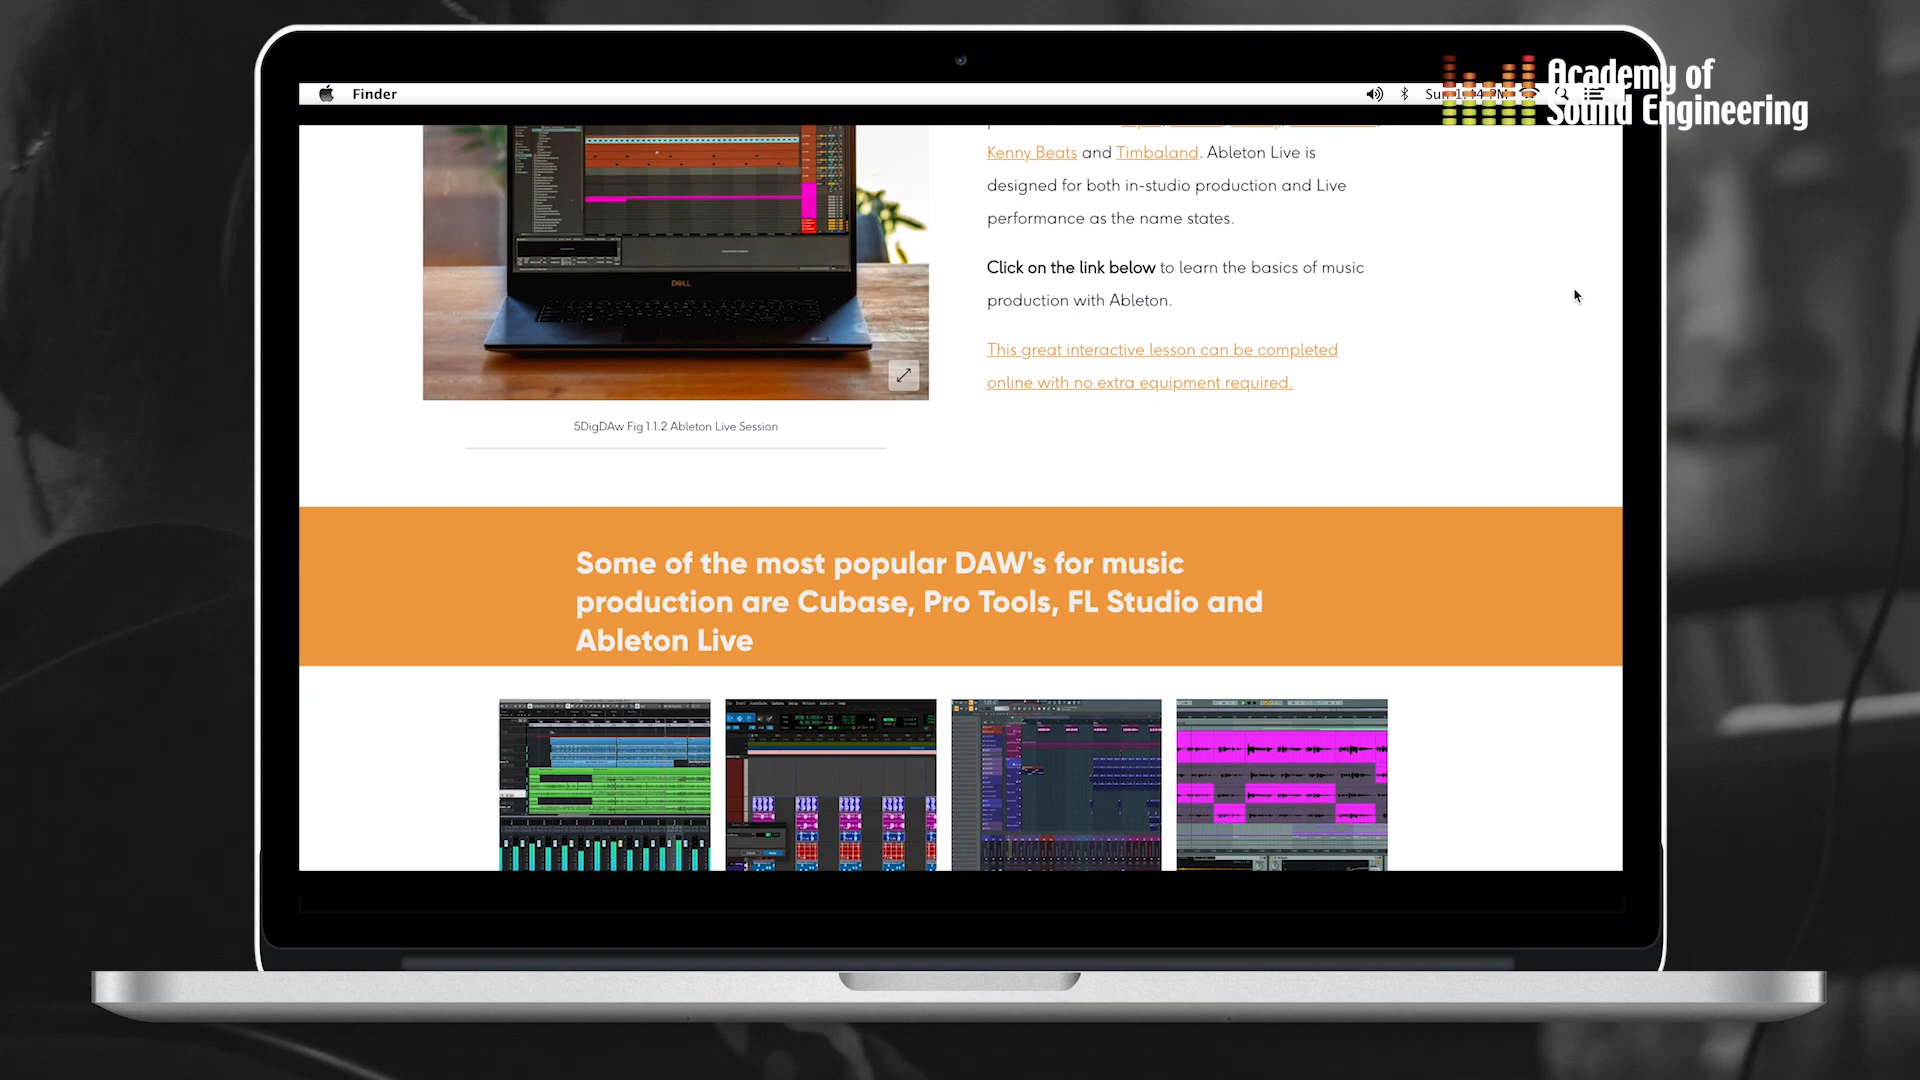 Academy of
Sound Engineering
Finder
Kenny Beats and Timbaland. Ableton Live is
designed for both in-studio production and Live
performance as the name states.
Click on the link below to learn the basics of music
production with Ableton.
This great interactive lesson can be completed
online with no extra equipment required.
DELL
5DigDAw Fig 1.1.2 Ableton Live Session
Some of the most popular DAW's for music
production are Cubase, Pro Tools, FL Studio and
Ableton Live